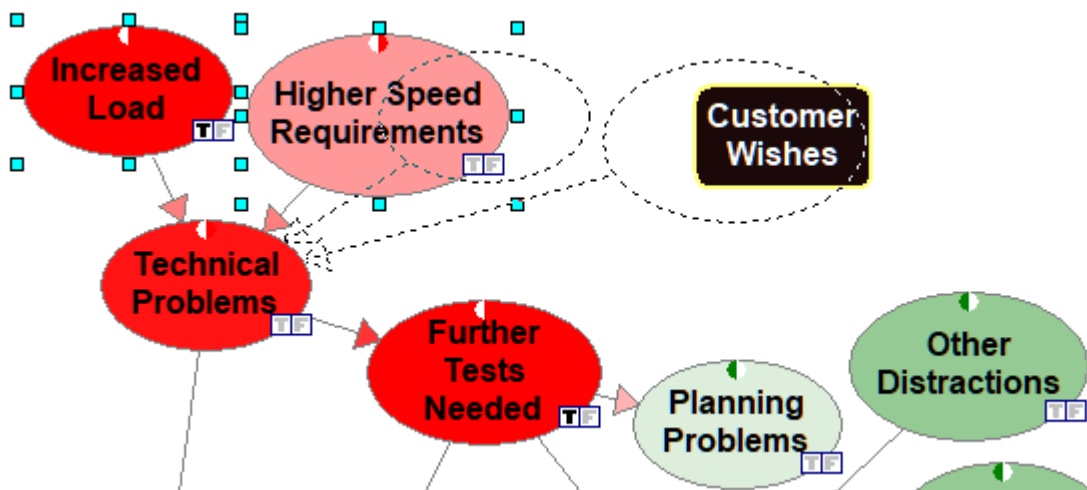 Increased
Load
T F
Higher Speed
Requirements
T F
Customer
Wishes
Technical
Problems
T F
Further
Tests
Needed
T F
Planning
Problems
T F
Other
Distractions
T F